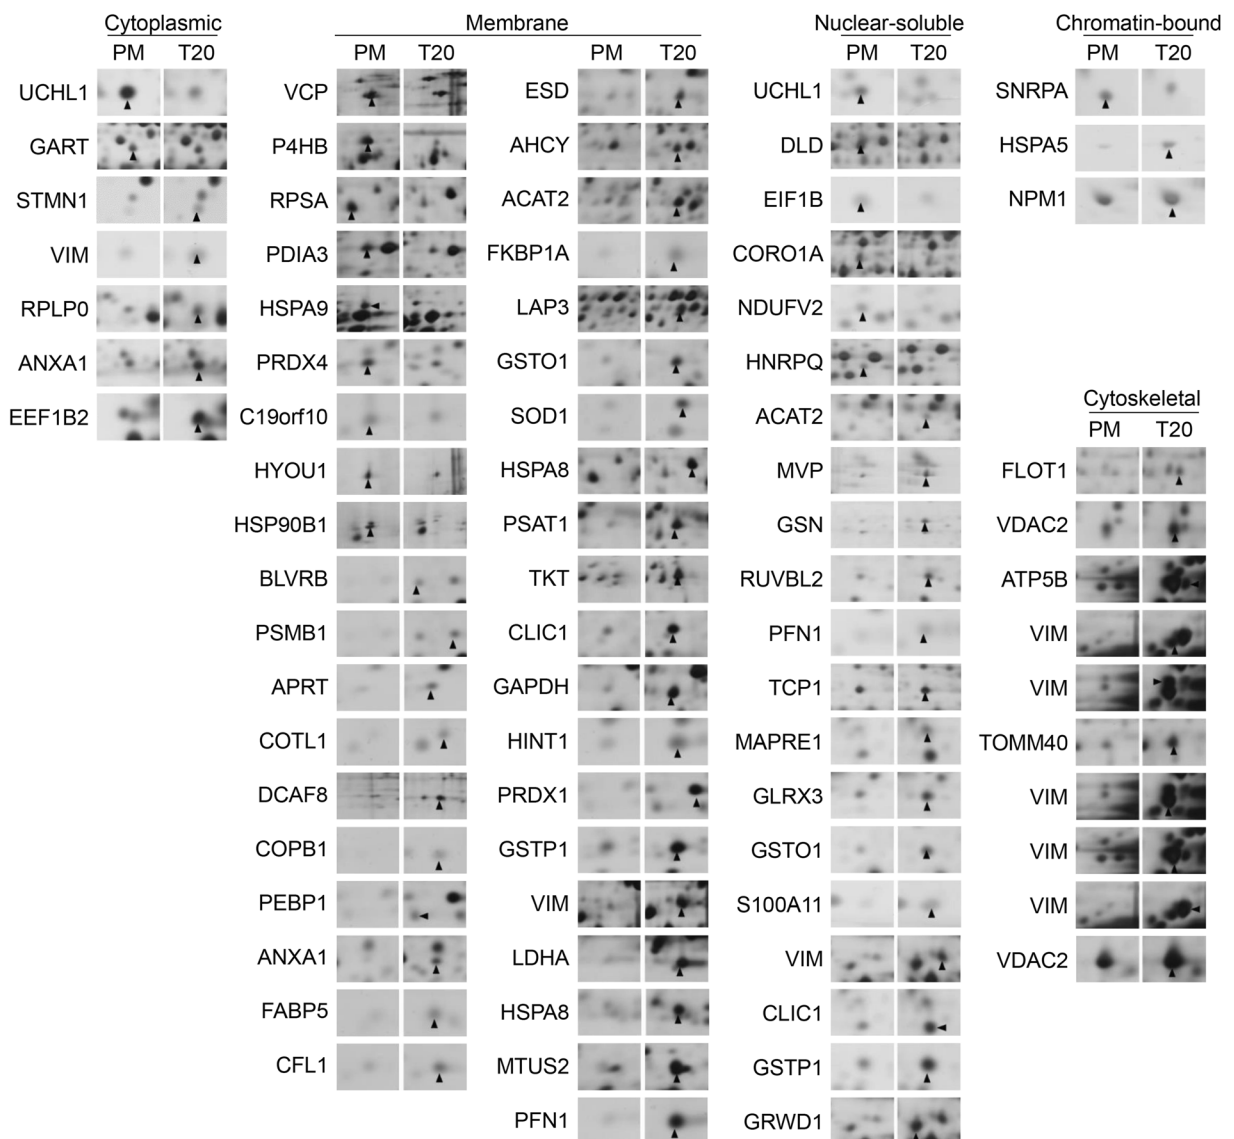 Cytoplasmic
PM T20
UCHL1
GART
STMN1
VIM
RPLP0
ANXA1
EEF1B2
Membrane
PM T20
VCP
P4HB
RPSA
PDIA3
HSPA9
PRDX4
C19orf10
HYOU1
HSP90B1
BLVRB
PSMB1
APRT
COTL1
DCAF8
COPB1
PEBP1
ANXA1
FABP5
CFL1
PM T20
ESD
AHCY
ACAT2
FKBP1A
LAP3
GSTO1
SOD1
HSPA8
PSAT1
TKT
CLIC1
GAPDH
HINT1
PRDX1
GSTP1
VIM
LDHA
HSPA8
MTUS2
PFN1
Nuclear-soluble
PM T20
UCHL1
DLD
EIF1B
CORO1A
NDUFV2
HNRPQ
ACAT2
MVP
GSN
RUVBL2
PFN1
TCP1
MAPRE1
GLRX3
GSTO1
S100A11
VIM
CLIC1
GSTP1
GRWD1
Chromatin-bound
PM T20
SNRPA
HSPA5
NPM1
Cytoskeletal
PM T20
FLOT1
VDAC2
ATP5B
VIM
VIM
TOMM40
VIM
VIM
VIM
VDAC2